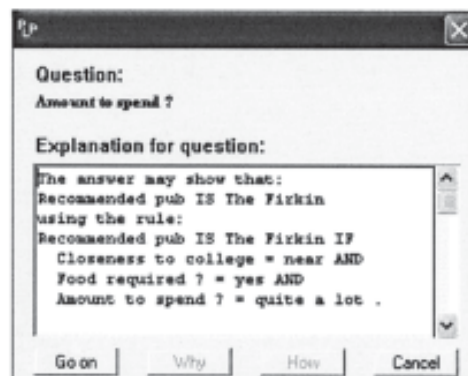 PLP
Question:
Amount to spend ?
Explanation for question:
The answer may show that:
Recommended pub IS The Firkin
using the rule:
Recommended pub IS The Firkin IF
Closeness to college = near AND
Food required ? = yes AND
Amount to spend ? = quite a lot .
Go on Why How Cancel